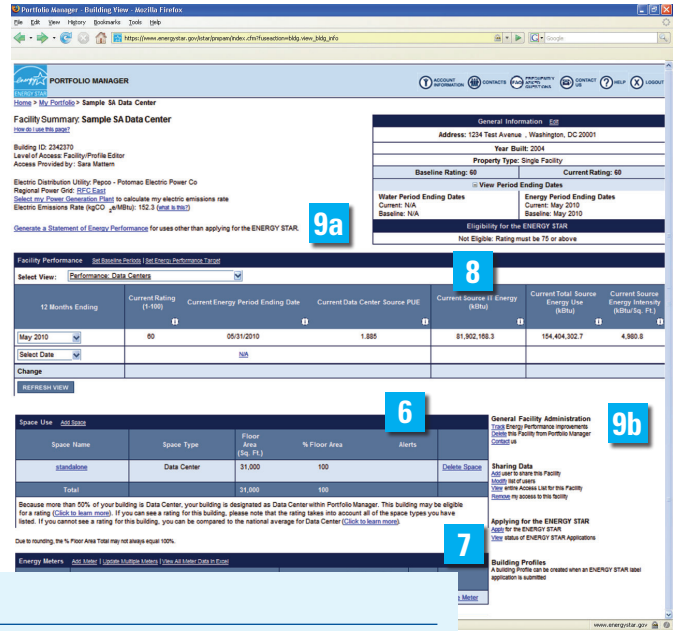 Portfolio Manager - Building View - Mozilla Firefox
File Edit View History Bookmarks Tools Help
https://www.energystar.gov/istar/pmpam/index.cfm?fuseaction=bldg.view_bldg_info
Google
ENERGY STAR
PORTFOLIO MANAGER
ACCOUNT INFORMATION
CONTACTS
FAQ FREQUENTLY ASKED QUESTIONS
CONTACT US
HELP
LOGOUT
Home > My Portfolio > Sample SA Data Center
Facility Summary: Sample SA Data Center
How do I use this page?
Building ID: 2342370
Level of Access: Facility/Profile Editor
Access Provided by: Sara Mattern
Electric Distribution Utility: Pepco - Potomac Electric Power Co
Regional Power Grid: RFC East
Select my Power Generation Plant to calculate my electric emissions rate
Electric Emissions Rate (kgCO2e/MBtu): 152.3 (what is this?)
Generate a Statement of Energy Performance for uses other than applying for the ENERGY STAR.
9a
General Information Edit
Address: 1234 Test Avenue , Washington, DC 20001
Year Built: 2004
Property Type: Single Facility
Baseline Rating: 60 Current Rating: 60
View Period Ending Dates
Water Period Ending Dates
Current: N/A
Baseline: N/A
Energy Period Ending Dates
Current: May 2010
Baseline: May 2010
Eligibility for the ENERGY STAR
Not Eligible: Rating must be 75 or above
Facility Performance Set Baseline Periods | Set Energy Performance Target
8
Select View: Performance: Data Centers
12 Months Ending
Current Rating (1-100)
Current Energy Period Ending Date
Current Data Center Source PUE
Current Source IT Energy (kBtu)
Current Total Source Energy Use (kBtu)
Current Source Energy Intensity (kBtu/Sq. Ft.)
May 2010 60 05/31/2010 1.885 81,902,168.3 154,404,302.7 4,980.8
Select Date N/A
Change
REFRESH VIEW
6
Space Use Add Space
Space Name Space Type Floor Area (Sq. Ft.) % Floor Area Alerts
standalone Data Center 31,000 100 Delete Space
Total 31,000 100
Because more than 50% of your building is Data Center, your building is designated as Data Center within Portfolio Manager. This building may be eligible
for a rating (Click to learn more). If you can see a rating for this building, please note that the rating takes into account all of the space types you have
listed. If you cannot see a rating for this building, you can be compared to the national average for Data Center (Click to learn more).
Due to rounding, the % Floor Area Total may not always equal 100%.
7
Energy Meters Add Meter | Update Multiple Meters | View All Meter Data in Excel
Meter
9b
General Facility Administration
Track Energy Performance Improvements
Delete this Facility from Portfolio Manager
Contact us
Sharing Data
Add user to share this Facility
Modify list of users
View entire Access List for this Facility
Remove my access to this facility
Applying for the ENERGY STAR
Apply for the ENERGY STAR
View status of ENERGY STAR Applications
Building Profiles
A building Profile can be created when an ENERGY STAR label
application is submitted
www.energystar.gov